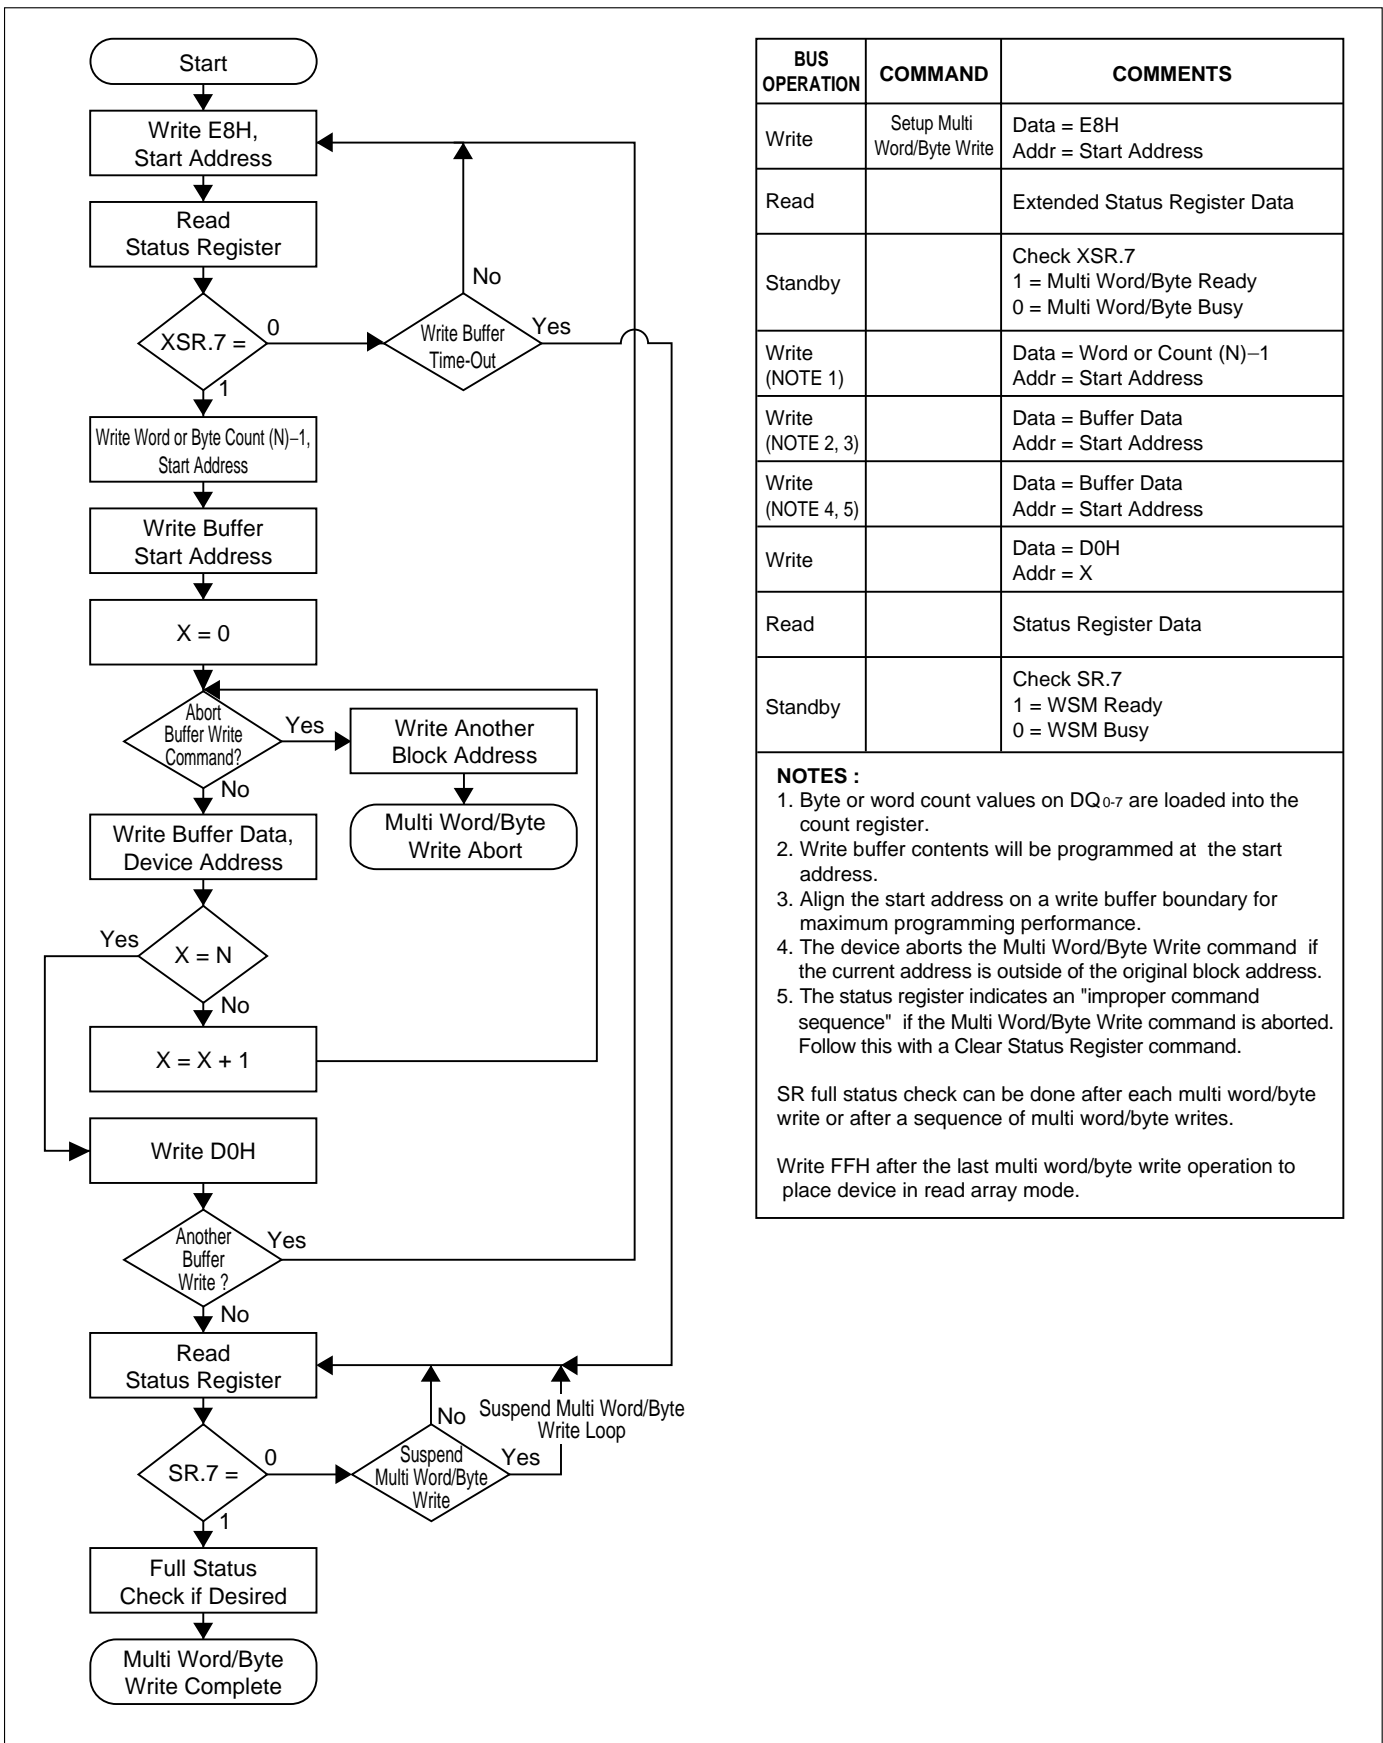 Start
Write E8H,
Start Address
Read
Status Register
No
XSR.7 =
0
Write Buffer
Time-Out
Yes
1
Write Word or Byte Count (N)−1,
Start Address
Write Buffer
Start Address
X = 0
Abort
Buffer Write
Command?
Yes
Write Another
Block Address
No
Multi Word/Byte
Write Abort
Write Buffer Data,
Device Address
Yes
X = N
No
X = X + 1
Write D0H
Another
Buffer
Write ?
Yes
No
Read
Status Register
No
Suspend Multi Word/Byte
Write Loop
SR.7 =
0
Suspend
Multi Word/Byte
Write
Yes
1
Full Status
Check if Desired
Multi Word/Byte
Write Complete
BUS
OPERATION
COMMAND
COMMENTS
Write
Setup Multi
Word/Byte Write
Data = E8H
Addr = Start Address
Read
Extended Status Register Data
Standby
Check XSR.7
1 = Multi Word/Byte Ready
0 = Multi Word/Byte Busy
Write
(NOTE 1)
Data = Word or Count (N)−1
Addr = Start Address
Write
(NOTE 2, 3)
Data = Buffer Data
Addr = Start Address
Write
(NOTE 4, 5)
Data = Buffer Data
Addr = Start Address
Write
Data = D0H
Addr = X
Read
Status Register Data
Standby
Check SR.7
1 = WSM Ready
0 = WSM Busy
NOTES :
1. Byte or word count values on DQ0-7 are loaded into the
count register.
2. Write buffer contents will be programmed at the start
address.
3. Align the start address on a write buffer boundary for
maximum programming performance.
4. The device aborts the Multi Word/Byte Write command if
the current address is outside of the original block address.
5. The status register indicates an "improper command
sequence" if the Multi Word/Byte Write command is aborted.
Follow this with a Clear Status Register command.
SR full status check can be done after each multi word/byte
write or after a sequence of multi word/byte writes.
Write FFH after the last multi word/byte write operation to
place device in read array mode.